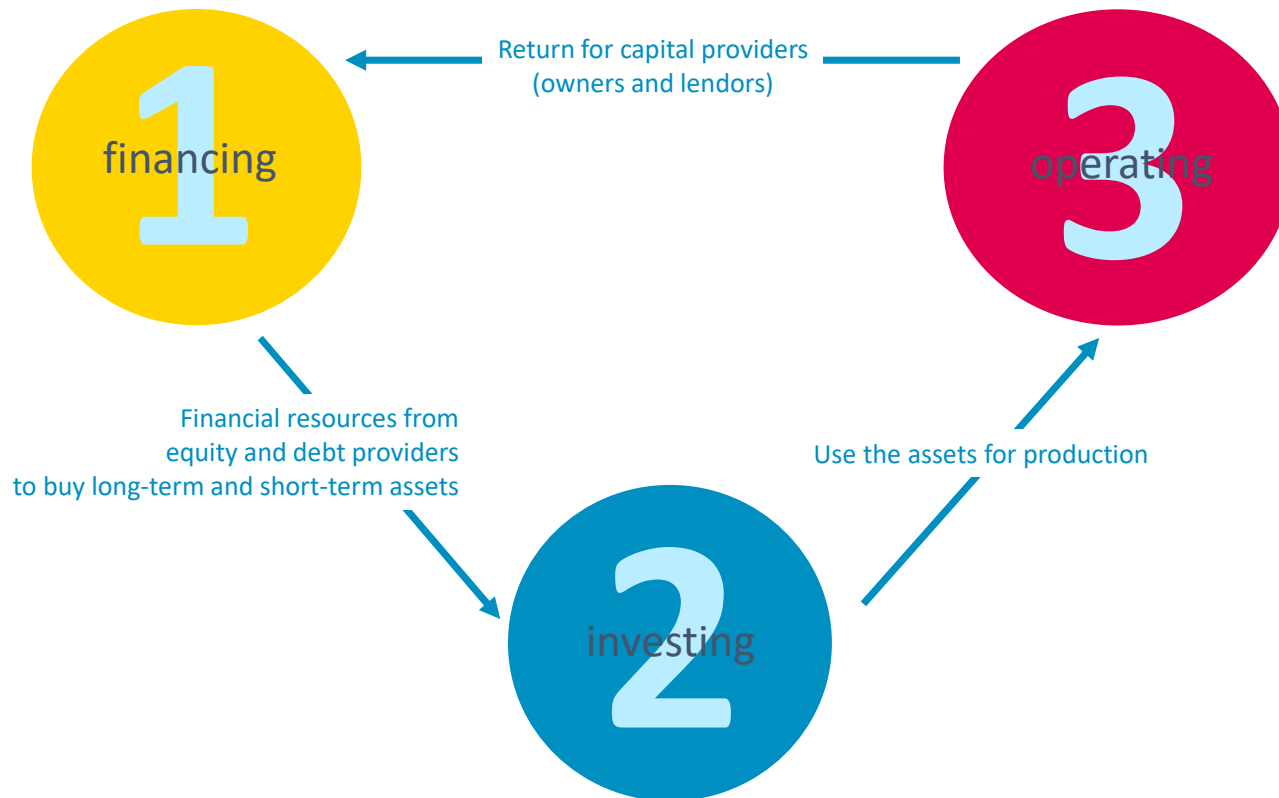 1
financing
Return for capital providers
(owners and lendors)
3
operating
Financial resources from
equity and debt providers
to buy long-term and short-term assets
Use the assets for production
2
investing